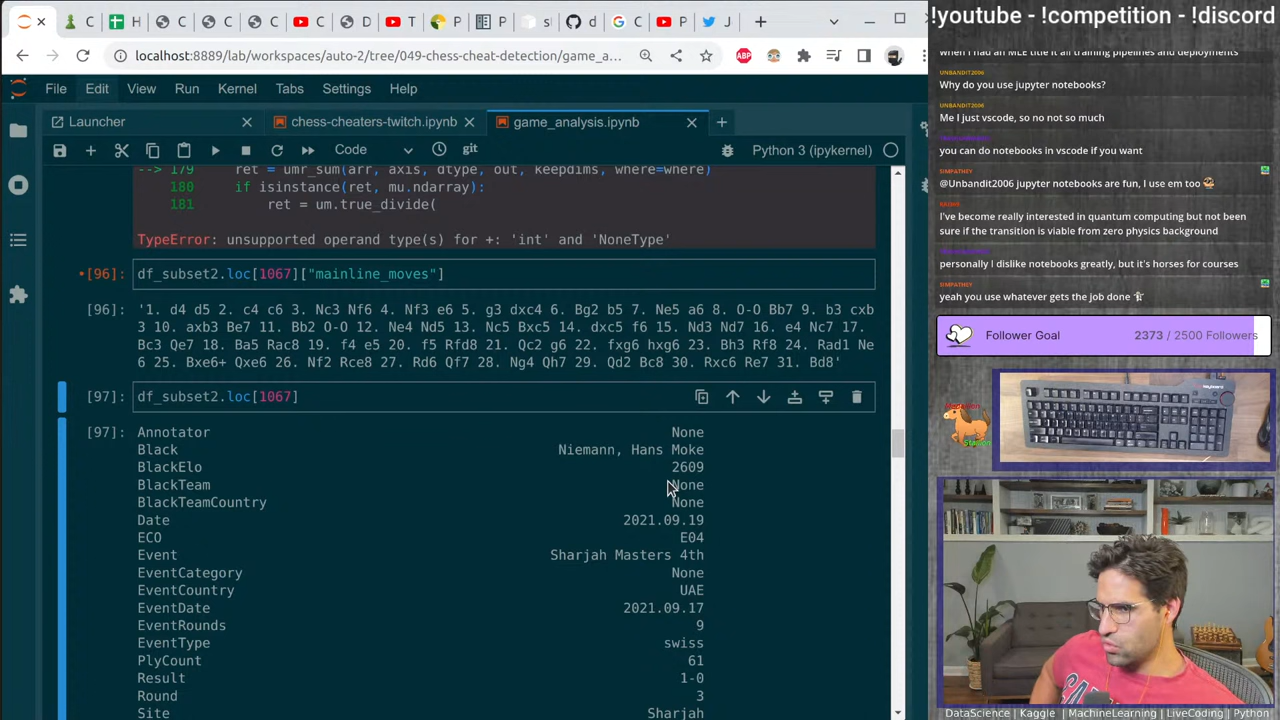 !youtube - !competition - !discord
localhost:8889/lab/workspaces/auto-2/tree/049-chess-cheat-detection/game_a...
File Edit View Run Kernel Tabs Settings Help
Launcher
chess-cheaters-twitch.ipynb
game_analysis.ipynb
Code
git
Python 3 (ipykernel)
--> 179 ret = umr_sum(arr, axis, dtype, out, keepdims, where=where)
180 if isinstance(ret, mu.ndarray):
181 ret = um.true_divide(
TypeError: unsupported operand type(s) for +: 'int' and 'NoneType'
[96]: df_subset2.loc[1067]["mainline_moves"]
[96]: '1. d4 d5 2. c4 c6 3. Nc3 Nf6 4. Nf3 e6 5. g3 dxc4 6. Bg2 b5 7. Ne5 a6 8. O-O Bb7 9. b3 cxb
3 10. axb3 Be7 11. Bb2 O-O 12. Ne4 Nd5 13. Nc5 Bxc5 14. dxc5 f6 15. Nd3 Nd7 16. e4 Nc7 17.
Bc3 Qe7 18. Ba5 Rac8 19. f4 e5 20. f5 Rfd8 21. Qc2 g6 22. fxg6 hxg6 23. Bh3 Rf8 24. Rad1 Ne
6 25. Bxe6+ Qxe6 26. Nf2 Rce8 27. Rd6 Qf7 28. Ng4 Qh7 29. Qd2 Bc8 30. Rxc6 Re7 31. Bd8'
[97]: df_subset2.loc[1067]
[97]: Annotator None
Black Niemann, Hans Moke
BlackElo 2609
BlackTeam None
BlackTeamCountry None
Date 2021.09.19
ECO E04
Event Sharjah Masters 4th
EventCategory None
EventCountry UAE
EventDate 2021.09.17
EventRounds 9
EventType swiss
PlyCount 61
Result 1-0
Round 3
Site Sharjah
when I had an MLE title it all training pipelines and deployments
UNBANDIT2006
Why do you use jupyter notebooks?
UNBANDIT2006
Me I just vscode, so no not so much
you can do notebooks in vscode if you want
SIMPATHEY
@Unbandit2006 jupyter notebooks are fun, I use em too
I've become really interested in quantum computing but not been
sure if the transition is viable from zero physics background
personally I dislike notebooks greatly, but it's horses for courses
SIMPATHEY
yeah you use whatever gets the job done
Follower Goal 2373 / 2500 Followers
DataScience | Kaggle | MachineLearning | LiveCoding | Python